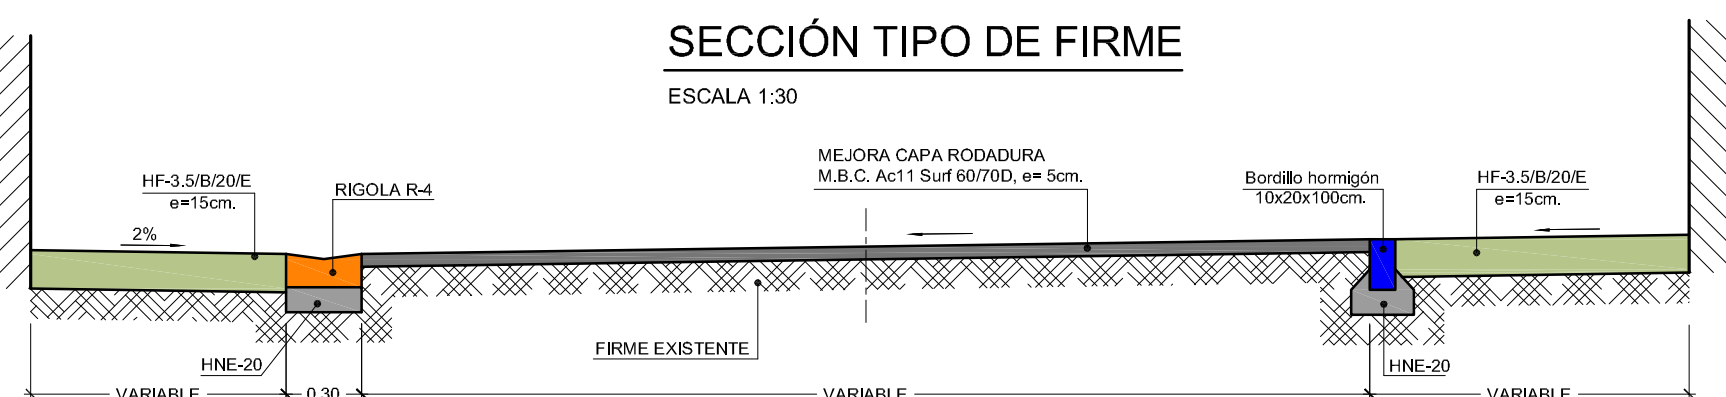 SECCIÓN TIPO DE FIRME
ESCALA 1:30
MEJORA CAPA RODADURA
M.B.C. Ac11 Surf 60/70D, e= 5cm.
HF-3.5/B/20/E
e=15cm.
RIGOLA R-4
Bordillo hormigón
10x20x100cm.
HF-3.5/B/20/E
e=15cm.
2%
FIRME EXISTENTE
HNE-20
HNE-20
VARIABLE
0.30
VARIABLE
VARIABLE